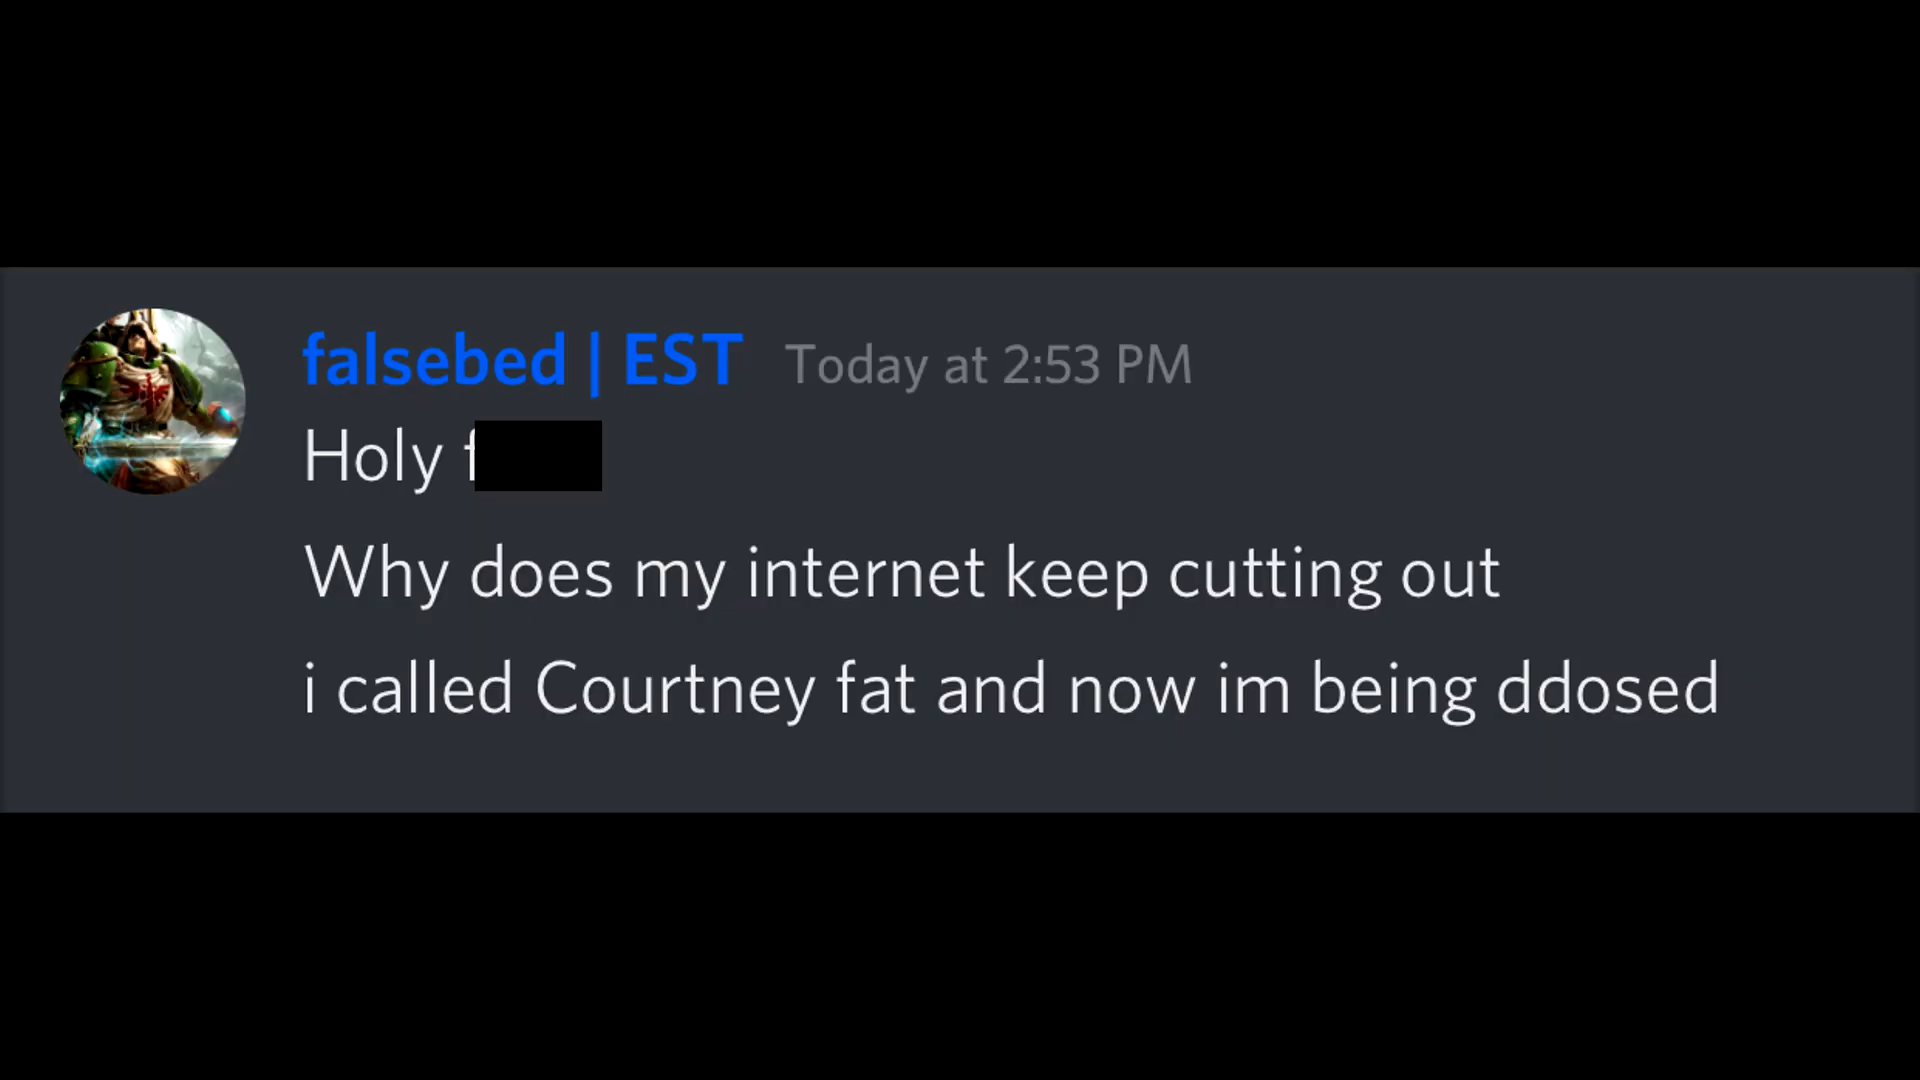 falsebed | EST Today at 2:53 PM
Holy f
Why does my internet keep cutting out
i called Courtney fat and now im being ddosed